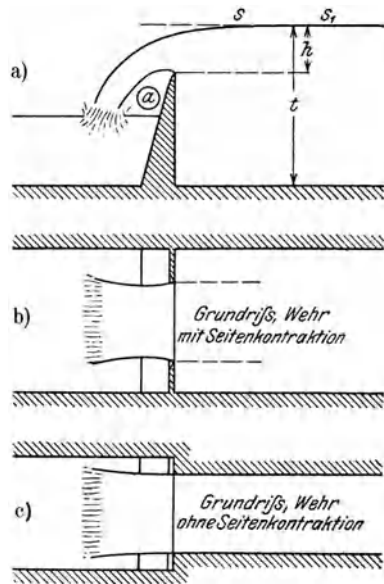 s s₁
h
a)
a
t
b)
Grundriß, Wehr
mit Seitenkontraktion
c)
Grundriß, Wehr
ohne Seitenkontraktion